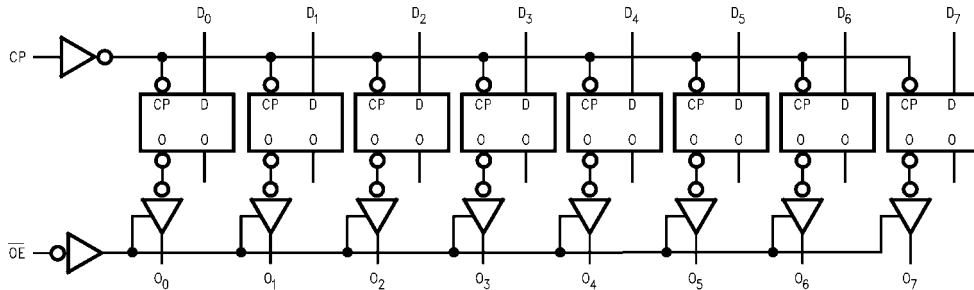 D₀ D₁ D₂ D₃ D₄ D₅ D₆ D₇
CP
CP D CP D CP D CP D CP D CP D CP D CP D
O O O O O O O O O O O O O O O O
O̅E̅
O₀ O₁ O₂ O₃ O₄ O₅ O₆ O₇